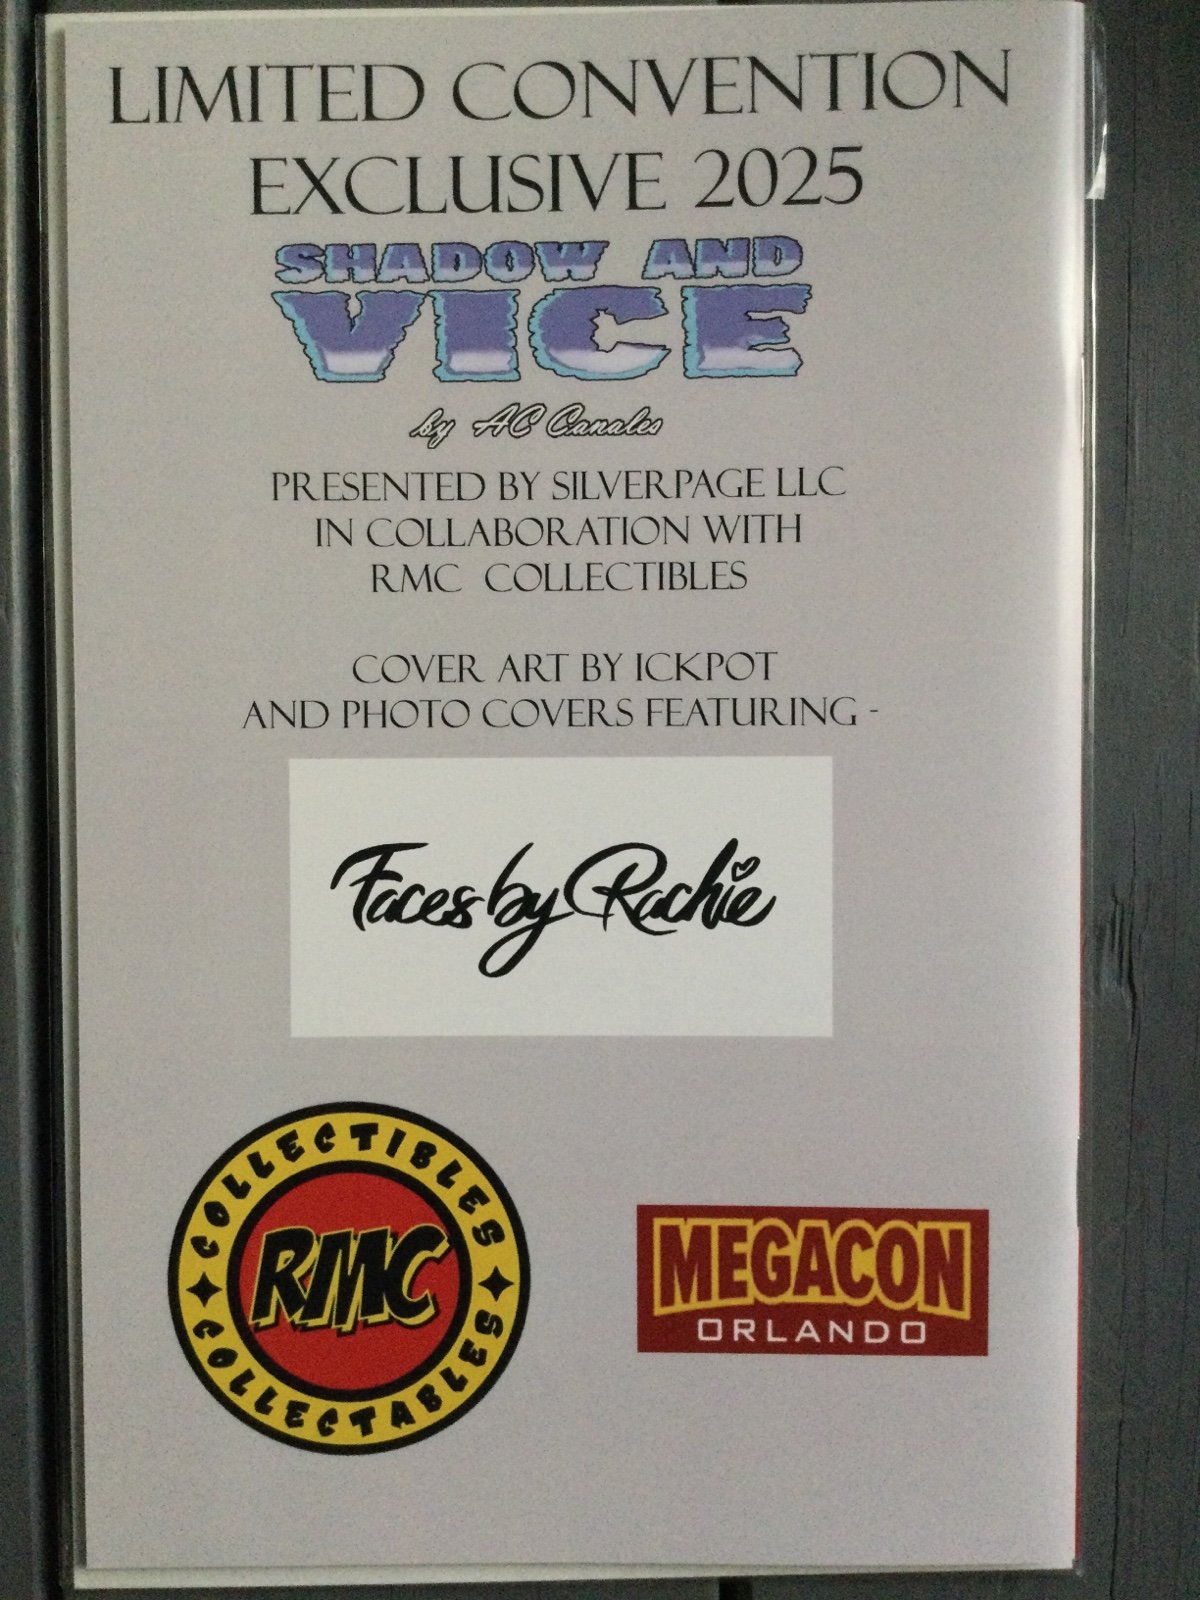 LIMITED CONVENTION
EXCLUSIVE 2025
SHADOW AND
VICE
by AC Canales
PRESENTED BY SILVERPAGE LLC
IN COLLABORATION WITH
RMC COLLECTIBLES
COVER ART BY ICKPOT
AND PHOTO COVERS FEATURING -
Faces by Rachie
COLLECTIBLES
RMC
COLLECTABLES
MEGACON
ORLANDO